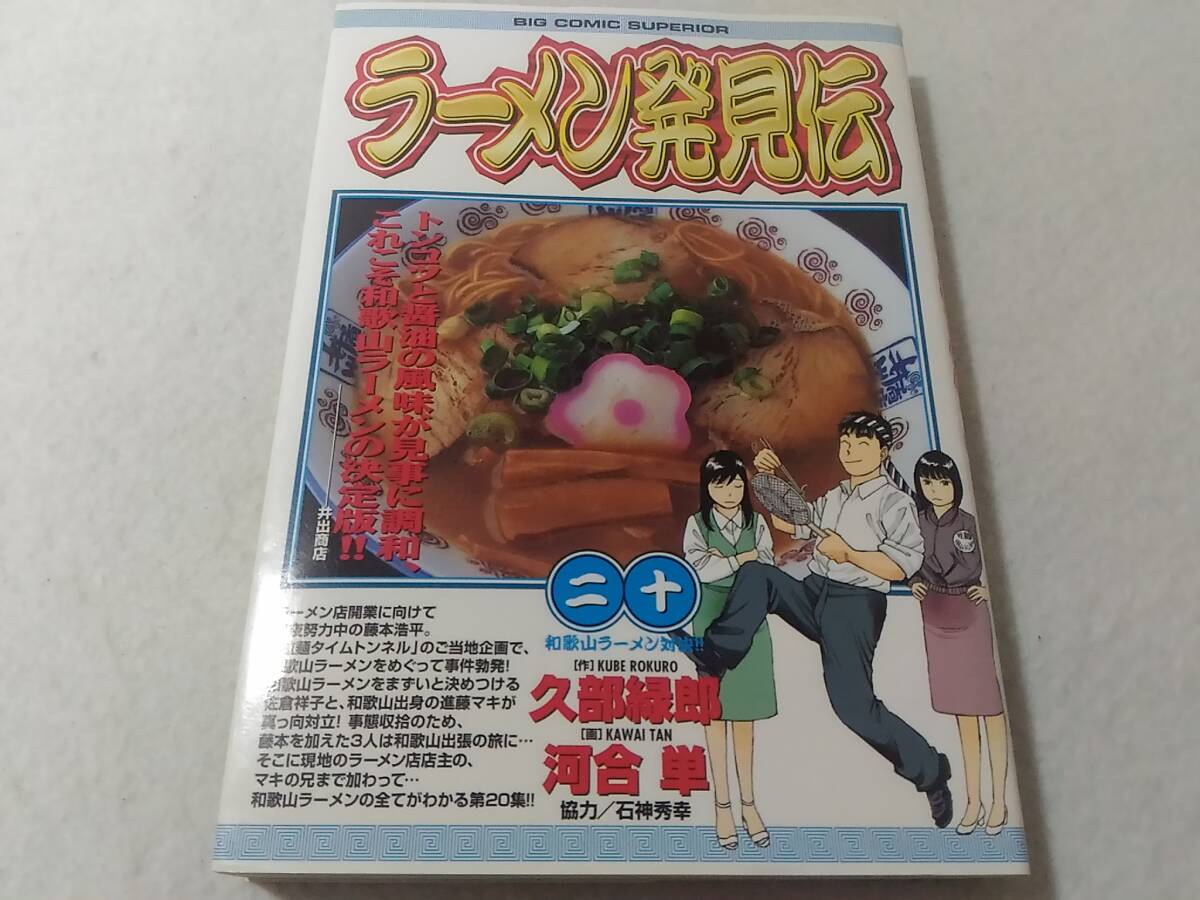 BIG COMIC SUPERIOR
ラーメン発見伝
トンコツと醤油の風味が見事に調和、
これこそ和歌山ラーメンの決定版!!
井出商店
二十
和歌山ラーメン対決!!
[作] KUBE ROKURO
久部緑郎
[画] KAWAI TAN
河合 単
協力/石神秀幸
ーメン店開業に向けて
努力中の藤本浩平。
麺タイムトンネル」のご当地企画で、
歌山ラーメンをめぐって事件勃発!
歌山ラーメンをまずいと決めつける
佐倉祥子と、和歌山出身の進藤マキが
真っ向対立! 事態収拾のため、
藤本を加えた3人は和歌山出張の旅に…
そこに現地のラーメン店店主の、
マキの兄まで加わって…
和歌山ラーメンの全てがわかる第20集!!